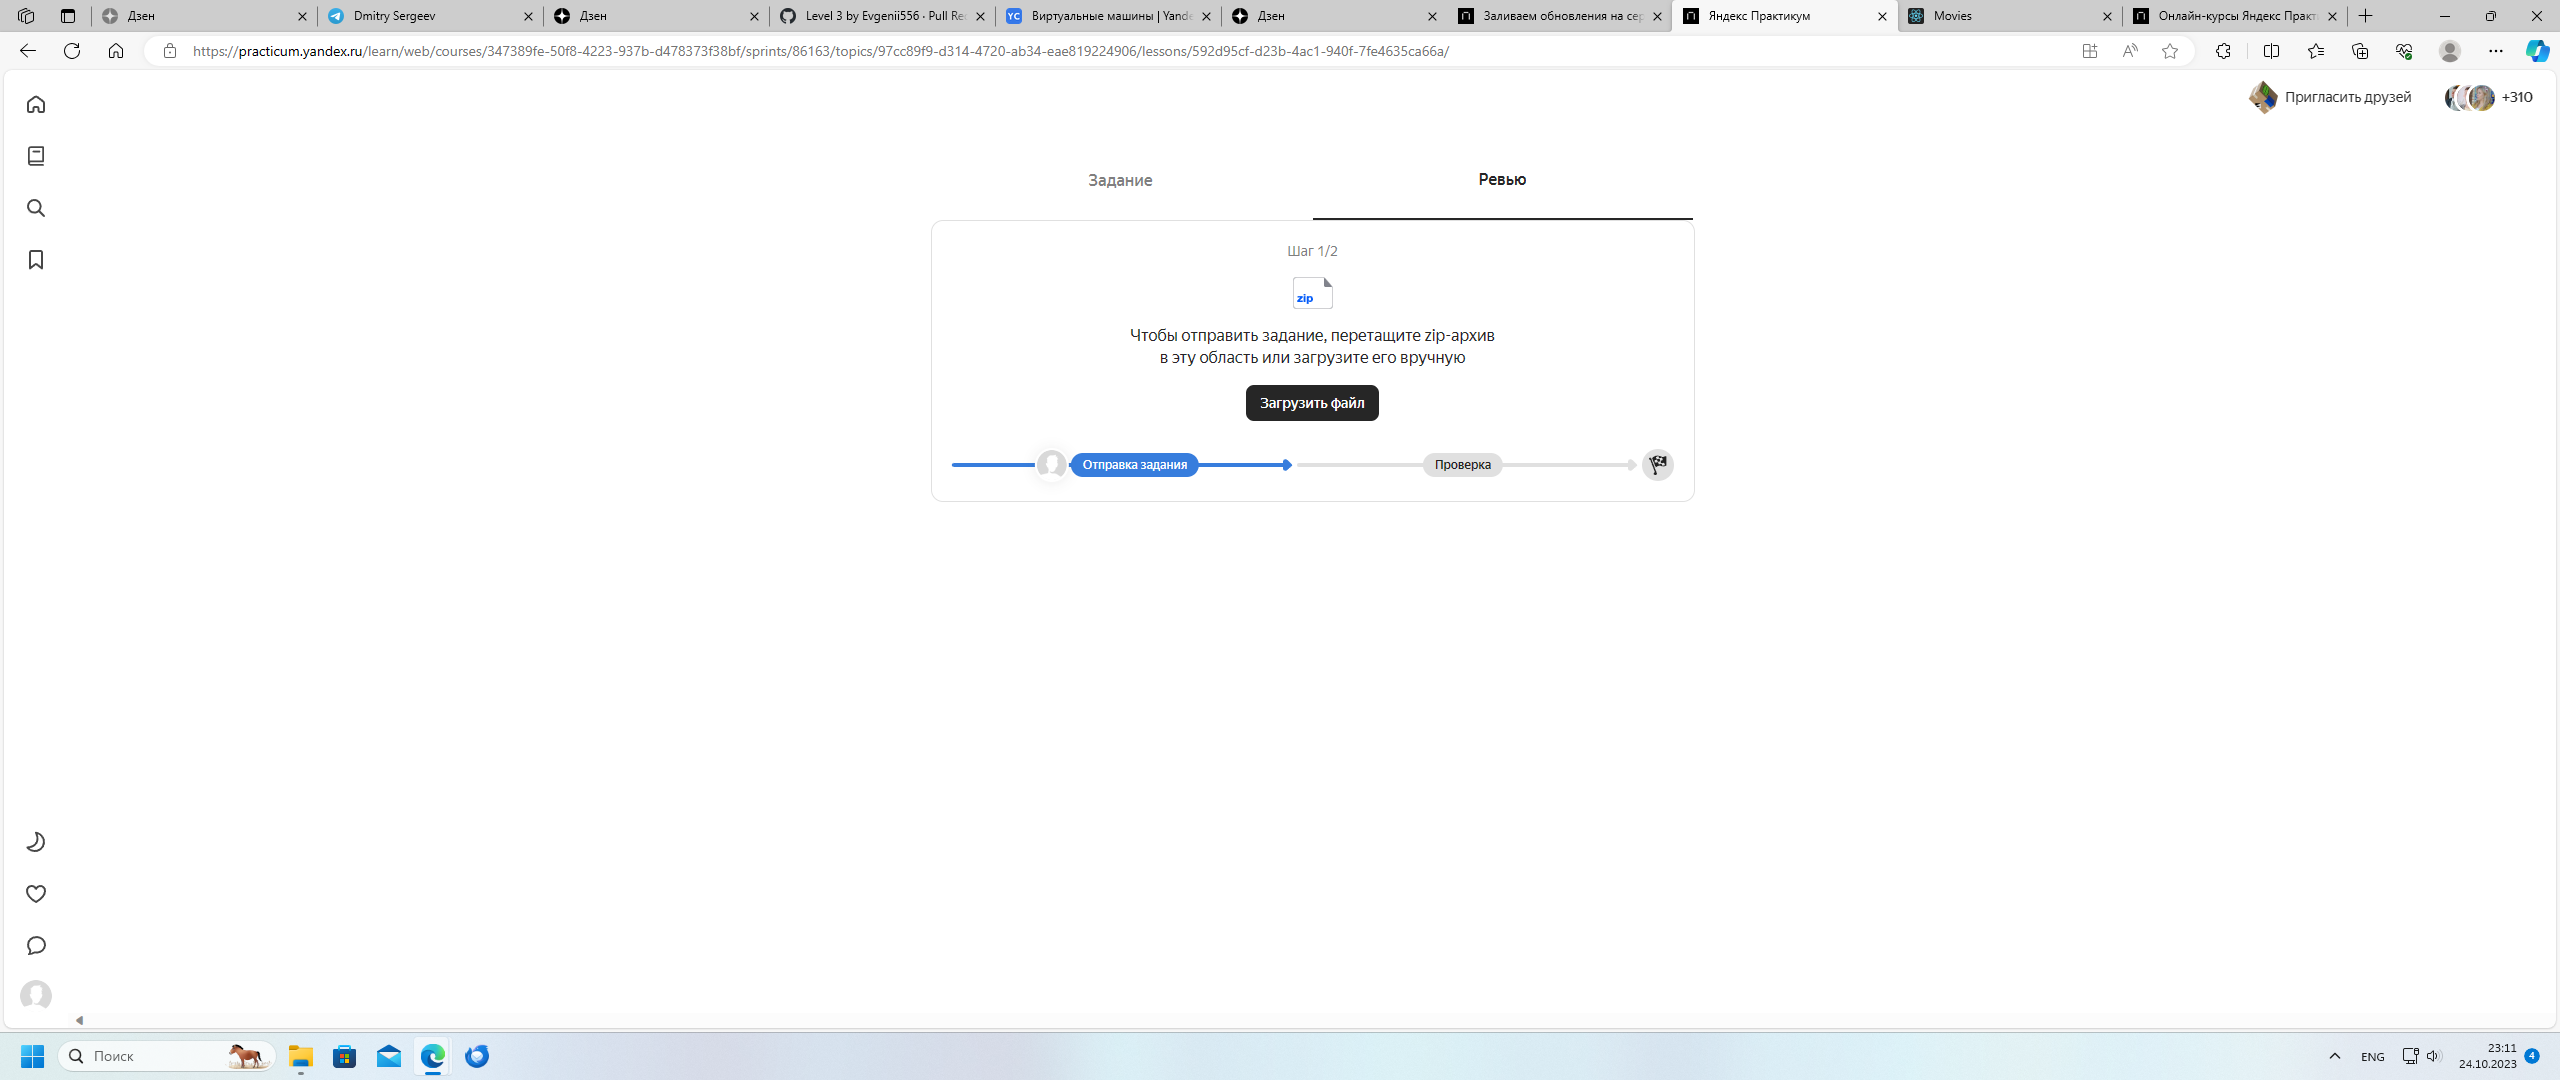 Дзен
Dmitry Sergeev
Дзен
Level 3 by Evgenii556 · Pull Rec
Виртуальные машины | Yande
Дзен
Заливаем обновления на сер
Яндекс Практикум
Movies
Онлайн-курсы Яндекс Практ
https://practicum.yandex.ru/learn/web/courses/347389fe-50f8-4223-937b-d478373f38bf/sprints/86163/topics/97cc89f9-d314-4720-ab34-eae819224906/lessons/592d95cf-d23b-4ac1-940f-7fe4635ca66a/
Пригласить друзей
+310
Задание
Ревью
Шаг 1/2
zip
Чтобы отправить задание, перетащите zip-архив
в эту область или загрузите его вручную
Загрузить файл
Отправка задания
Проверка
Поиск
ENG
23:11
24.10.2023
4